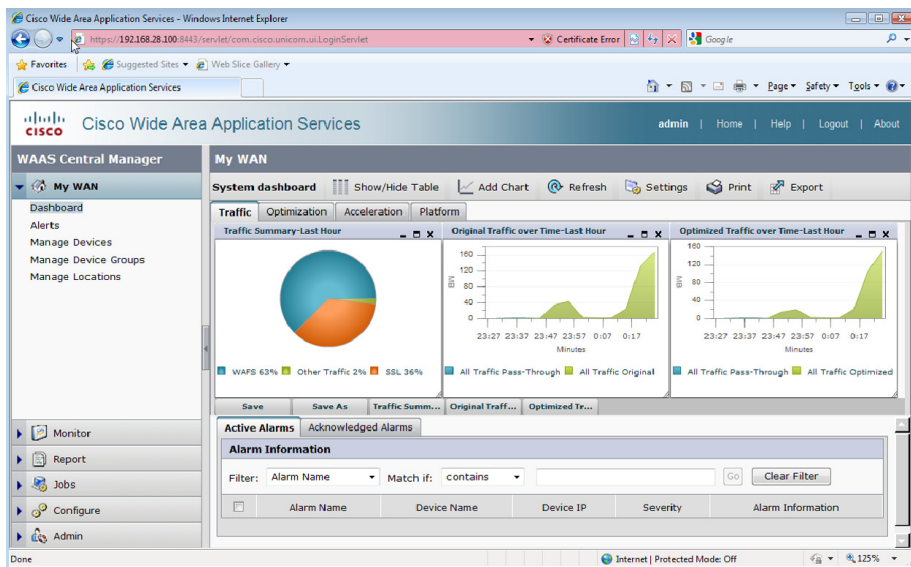 Cisco Wide Area Application Services - Windows Internet Explorer
https://192.168.28.100:8443/servlet/com.cisco.unicorn.ui.LoginServlet
Certificate Error
Google
Favorites
Suggested Sites
Web Slice Gallery
Cisco Wide Area Application Services
Page
Safety
Tools
CISCO
Cisco Wide Area Application Services
admin | Home | Help | Logout | About
WAAS Central Manager
My WAN
Dashboard
Alerts
Manage Devices
Manage Device Groups
Manage Locations
Monitor
Report
Jobs
Configure
Admin
My WAN
System dashboard
Show/Hide Table
Add Chart
Refresh
Settings
Print
Export
Traffic
Optimization
Acceleration
Platform
Traffic Summary-Last Hour
WAFS 63% Other Traffic 2% SSL 36%
Original Traffic over Time-Last Hour
160
120
80
40
0
MB
23:27 23:37 23:47 23:57 0:07 0:17
Minutes
All Traffic Pass-Through All Traffic Original
Optimized Traffic over Time-Last Hour
160
120
80
40
0
MB
23:27 23:37 23:47 23:57 0:07 0:17
Minutes
All Traffic Pass-Through All Traffic Optimized
Save
Save As
Traffic Summ...
Original Traff...
Optimized Tr...
Active Alarms
Acknowledged Alarms
Alarm Information
Filter: Alarm Name Match if: contains Go Clear Filter
Alarm Name Device Name Device IP Severity Alarm Information
Done
Internet | Protected Mode: Off
125%